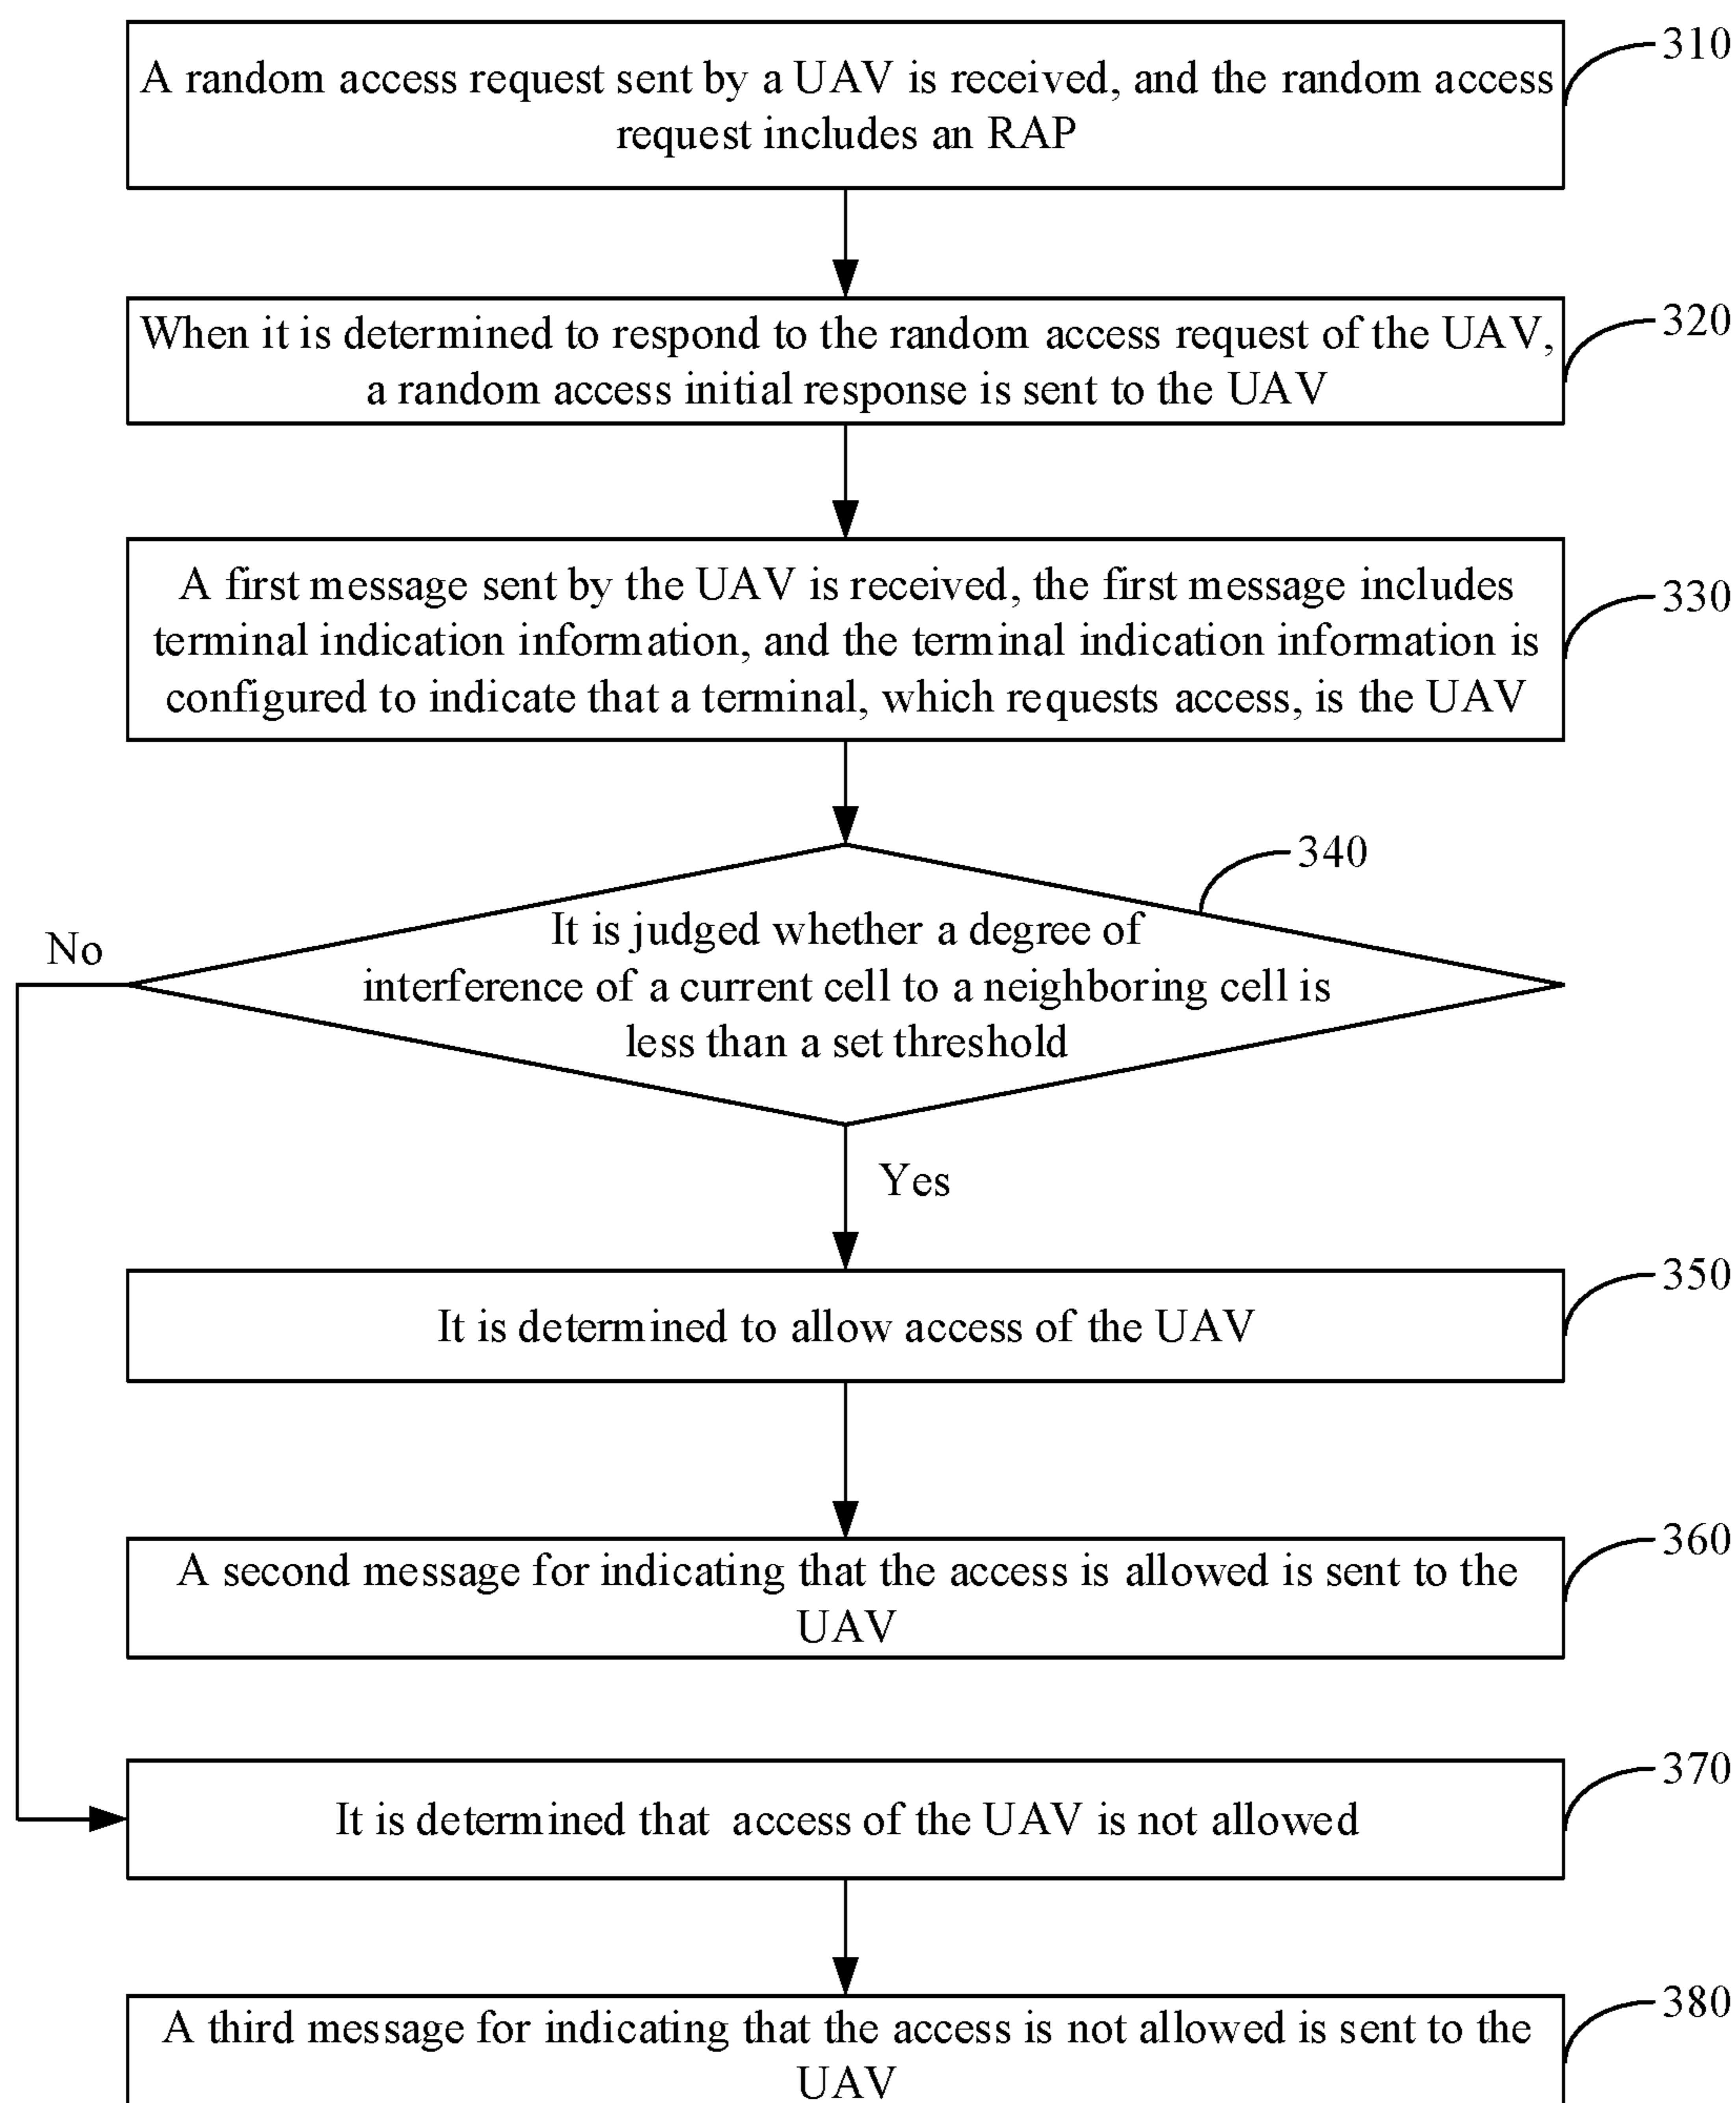 310
A random access request sent by a UAV is received, and the random access
request includes an RAP
320
When it is determined to respond to the random access request of the UAV,
a random access initial response is sent to the UAV
330
A first message sent by the UAV is received, the first message includes
terminal indication information, and the terminal indication information is
configured to indicate that a terminal, which requests access, is the UAV
340
It is judged whether a degree of
interference of a current cell to a neighboring cell is
less than a set threshold
No
Yes
350
It is determined to allow access of the UAV
360
A second message for indicating that the access is allowed is sent to the
UAV
370
It is determined that access of the UAV is not allowed
380
A third message for indicating that the access is not allowed is sent to the
UAV